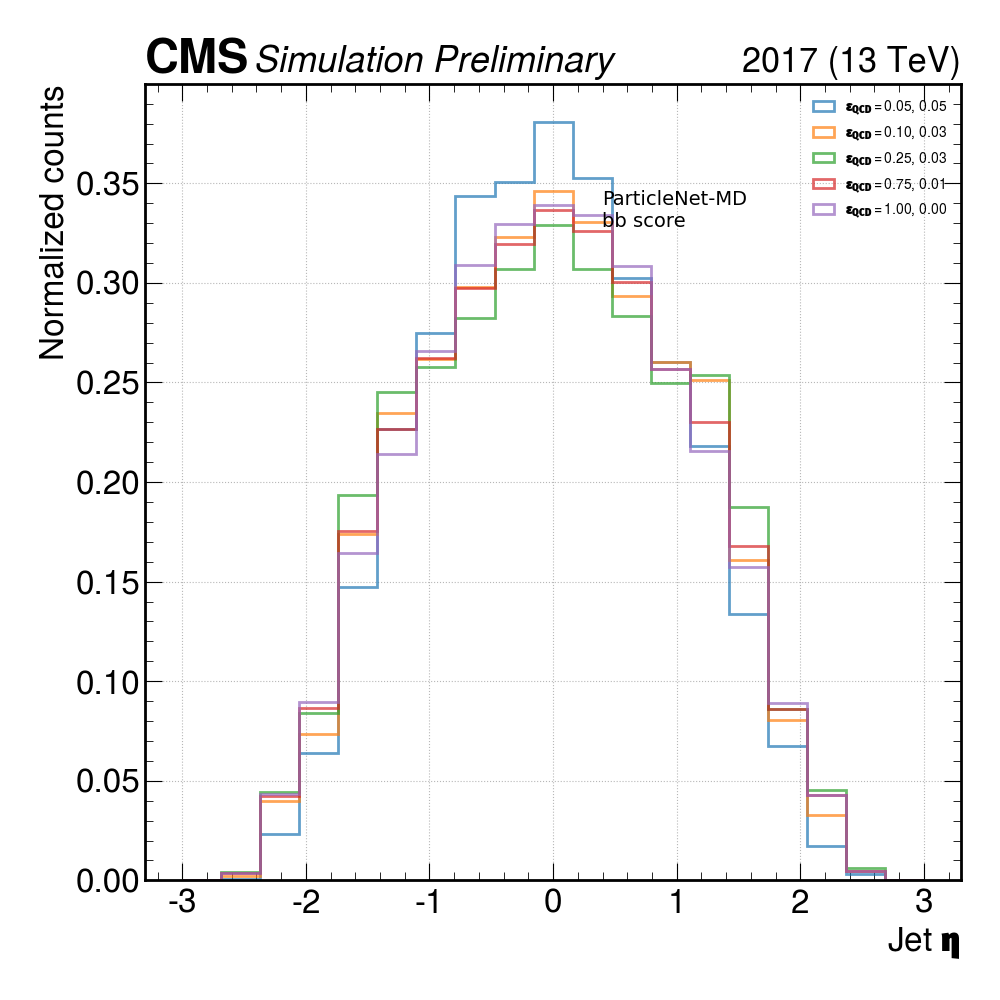 CMS Simulation Preliminary 2017 (13 TeV)
Normalized counts
0.35
0.30
0.25
0.20
0.15
0.10
0.05
0.00
εQCD = 0.05, 0.05
εQCD = 0.10, 0.03
εQCD = 0.25, 0.03
εQCD = 0.75, 0.01
εQCD = 1.00, 0.00
ParticleNet-MD
bb score
-3 -2 -1 0 1 2 3
Jet η